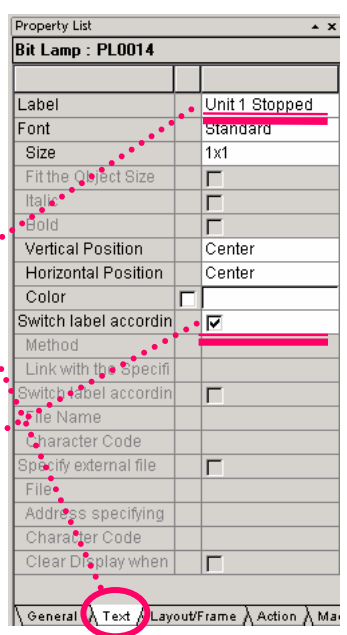 Property List
Bit Lamp : PL0014
Label Unit 1 Stopped
Font Standard
Size 1x1
Fit the Object Size
Italic
Bold
Vertical Position Center
Horizontal Position Center
Color
Switch label accordin
Method
Link with the Specifi
Switch label accordin
File Name
Character Code
Specify external file
File
Address specifying
Character Code
Clear Display when
General Text Layout/Frame Action Ma